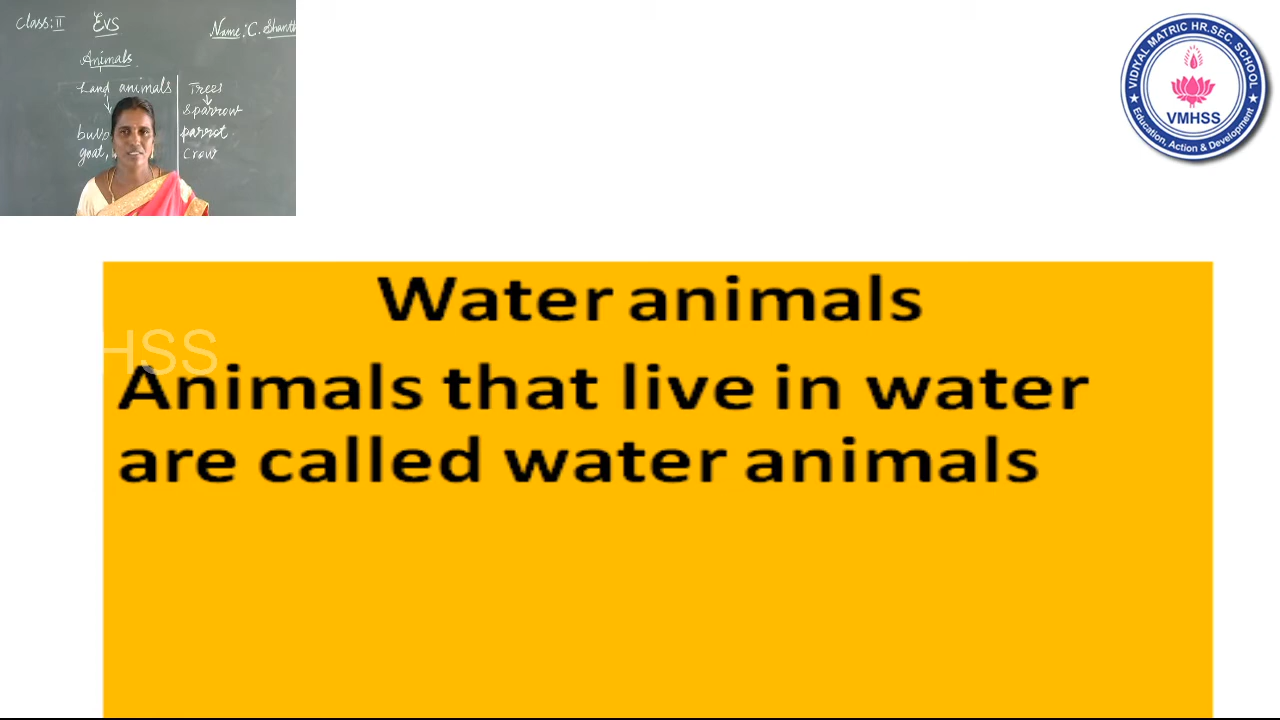 Class: II EVS Name: C. Shanth
Animals
Land animals Trees
sparrow
parrot
goat, crow
VIDIYAL MATRIC HR.SEC. SCHOOL
VMHSS
Education, Action & Development
Water animals
HSS
Animals that live in water
are called water animals